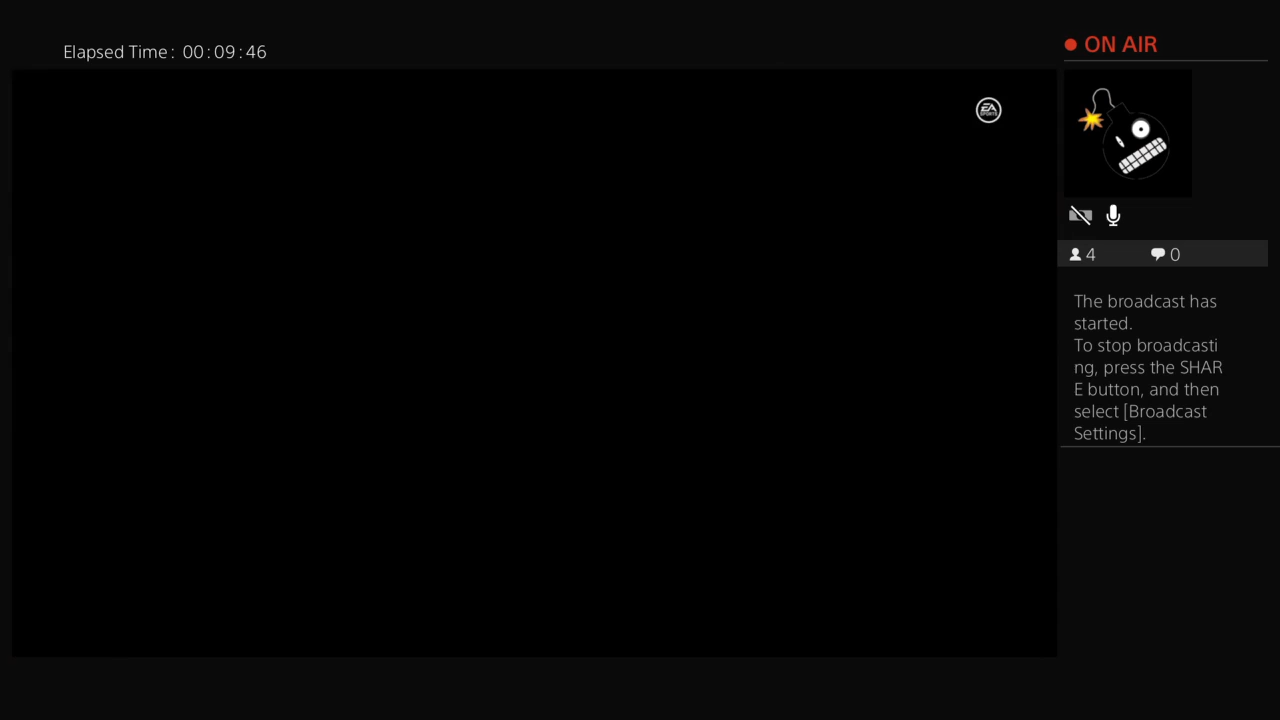 Elapsed Time: 00:09:46
ON AIR
EA
SPORTS
4
0
The broadcast has
started.
To stop broadcasti
ng, press the SHAR
E button, and then
select [Broadcast
Settings].